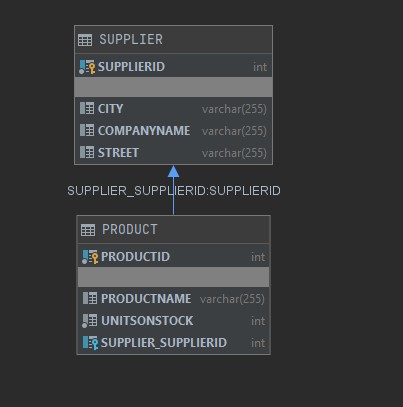 SUPPLIER
SUPPLIERID int
CITY varchar(255)
COMPANYNAME varchar(255)
STREET varchar(255)
SUPPLIER_SUPPLIERID:SUPPLIERID
PRODUCT
PRODUCTID int
PRODUCTNAME varchar(255)
UNITSONSTOCK int
SUPPLIER_SUPPLIERID int